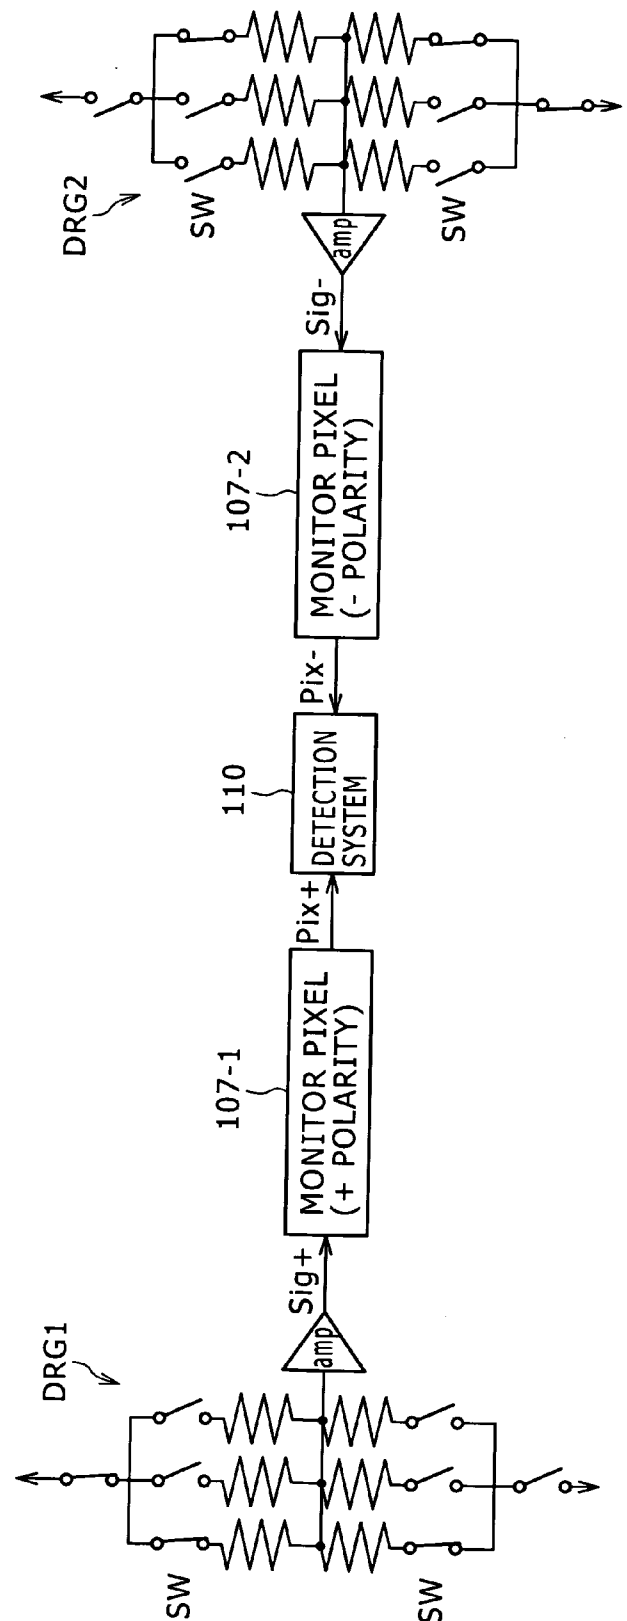 DRG1
SW
SW
amp
Sig+
107-1
MONITOR PIXEL
(+ POLARITY)
Pix+
110
DETECTION
SYSTEM
Pix-
107-2
MONITOR PIXEL
(- POLARITY)
Sig-
amp
DRG2
SW
SW